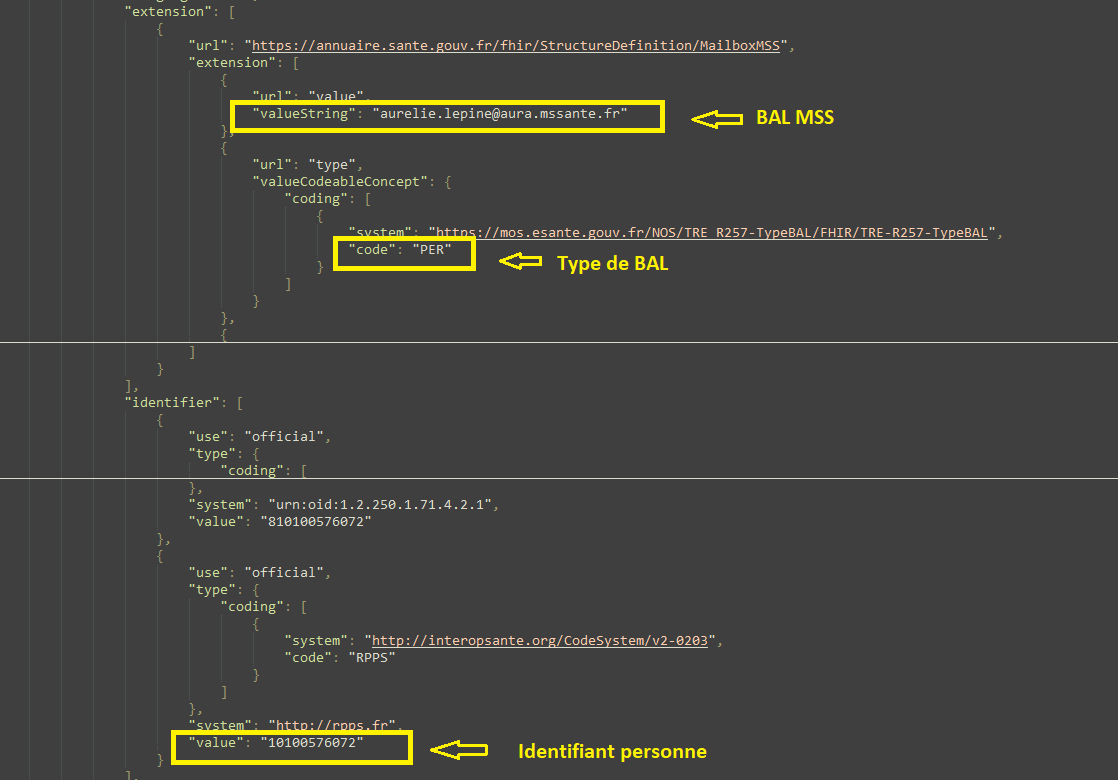 "extension": [
{
"url": "https://annuaire.sante.gouv.fr/fhir/StructureDefinition/MailboxMSS",
"extension": [
{
"url": "value",
"valueString": "aurelie.lepine@aura.mssante.fr"
BAL MSS
},
{
"url": "type",
"valueCodeableConcept": {
"coding": [
{
"system": "https://mos.esante.gouv.fr/NOS/TRE_R257-TypeBAL/FHIR/TRE-R257-TypeBAL",
"code": "PER"
Type de BAL
}
]
}
},
{
]
}
],
"identifier": [
{
"use": "official",
"type": {
"coding": [
},
"system": "urn:oid:1.2.250.1.71.4.2.1",
"value": "810100576072"
},
{
"use": "official",
"type": {
"coding": [
{
"system": "http://interopsante.org/CodeSystem/v2-0203",
"code": "RPPS"
}
]
},
"system": "http://rpps.fr",
"value": "10100576072"
Identifiant personne
}
],